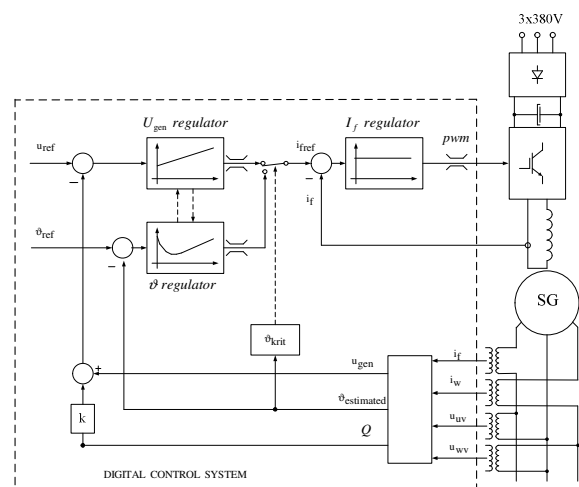 3x380V
U_gen regulator
I_f regulator
pwm
u_ref
i_fref
i_f
ϑ_ref
ϑ regulator
SG
ϑ_krit
i_f
u_gen
i_w
ϑ_estimated
k
u_uv
Q
u_wv
DIGITAL CONTROL SYSTEM